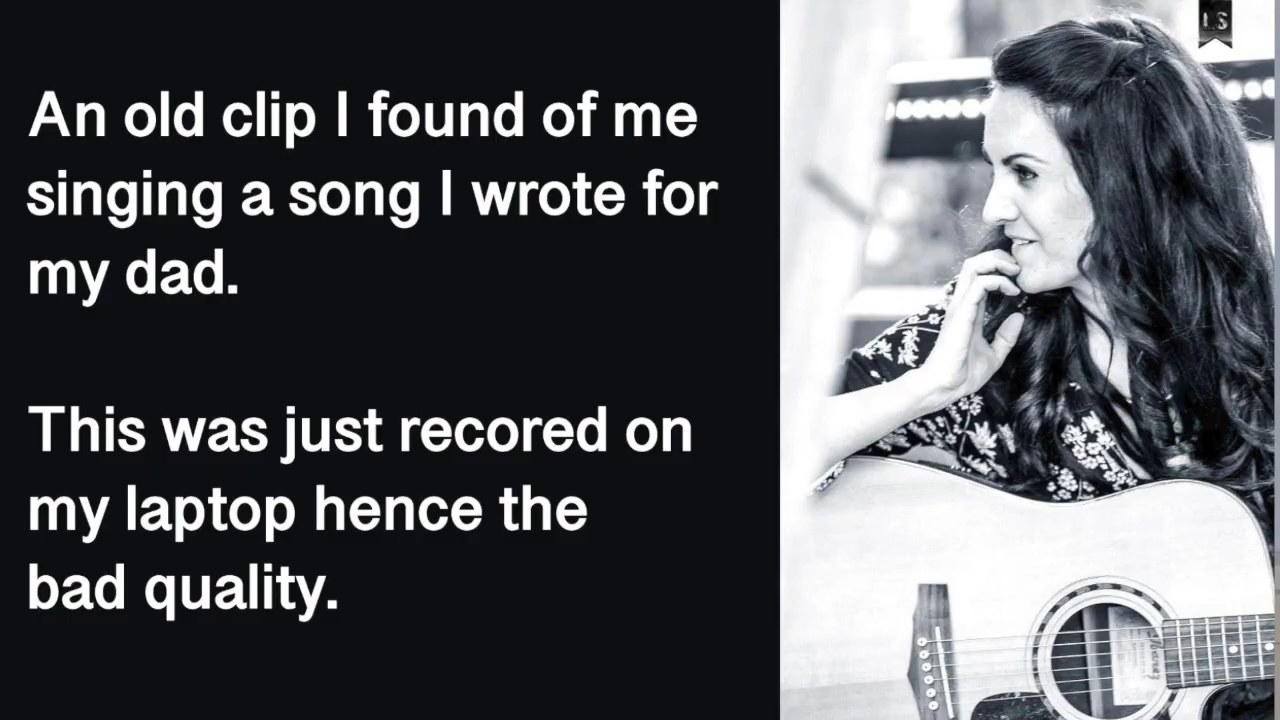 An old clip I found of me
singing a song I wrote for
my dad.
This was just recored on
my laptop hence the
bad quality.
LS